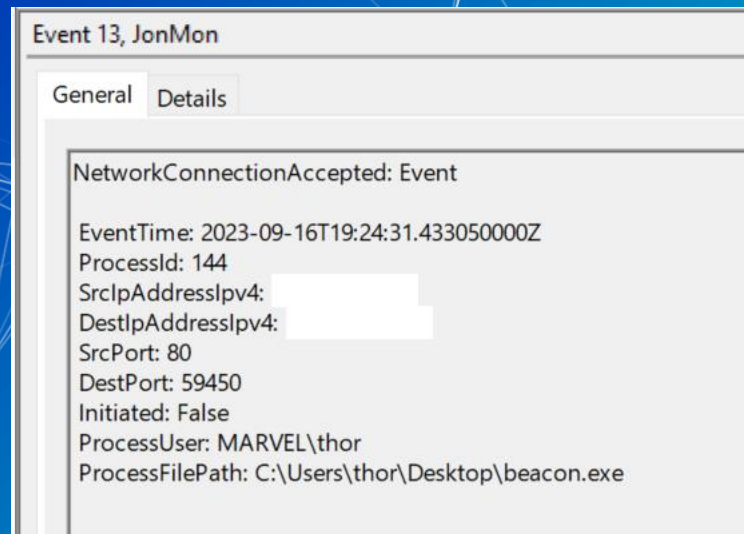 Event 13, JonMon
General Details
NetworkConnectionAccepted: Event
EventTime: 2023-09-16T19:24:31.433050000Z
ProcessId: 144
SrcIpAddressIpv4:
DestIpAddressIpv4:
SrcPort: 80
DestPort: 59450
Initiated: False
ProcessUser: MARVEL\thor
ProcessFilePath: C:\Users\thor\Desktop\beacon.exe